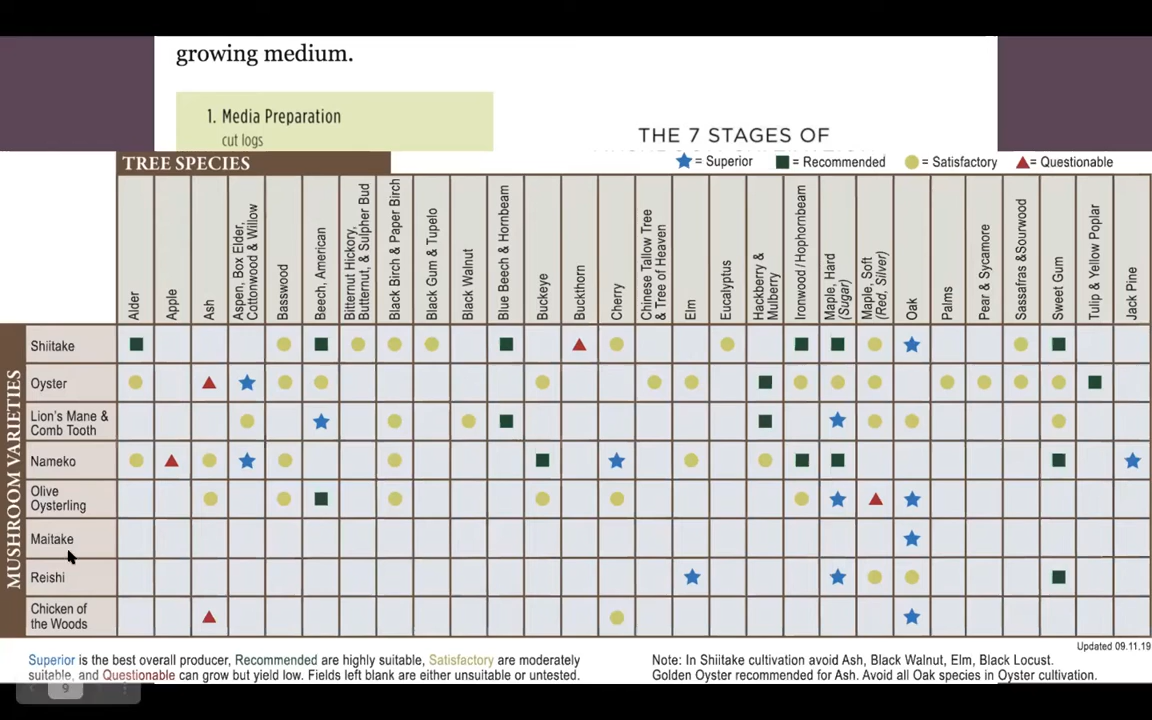 growing medium.
1. Media Preparation
cut logs
THE 7 STAGES OF
TREE SPECIES
= Superior
= Recommended
= Satisfactory
= Questionable
Alder
Apple
Ash
Aspen, Box Elder,
Cottonwood & Willow
Basswood
Beech, American
Bitternut Hickory,
Butternut, & Sulpher Bud
Black Birch & Paper Birch
Black Gum & Tupelo
Black Walnut
Blue Beech & Hornbeam
Buckeye
Buckthorn
Cherry
Chinese Tallow Tree
& Tree of Heaven
Elm
Eucalyptus
Hackberry &
Mulberry
Ironwood/Hophornbeam
Maple, Hard
(Sugar)
Maple, Soft
(Red, Silver)
Oak
Palms
Pear & Sycamore
Sassafras &Sourwood
Sweet Gum
Tulip & Yellow Poplar
Jack Pine
MUSHROOM VARIETIES
Shiitake
Oyster
Lion's Mane &
Comb Tooth
Nameko
Olive
Oysterling
Maitake
Reishi
Chicken of
the Woods
Updated 09.11.19
Superior is the best overall producer, Recommended are highly suitable, Satisfactory are moderately
suitable, and Questionable can grow but yield low. Fields left blank are either unsuitable or untested.
Note: In Shiitake cultivation avoid Ash, Black Walnut, Elm, Black Locust.
Golden Oyster recommended for Ash. Avoid all Oak species in Oyster cultivation.
9